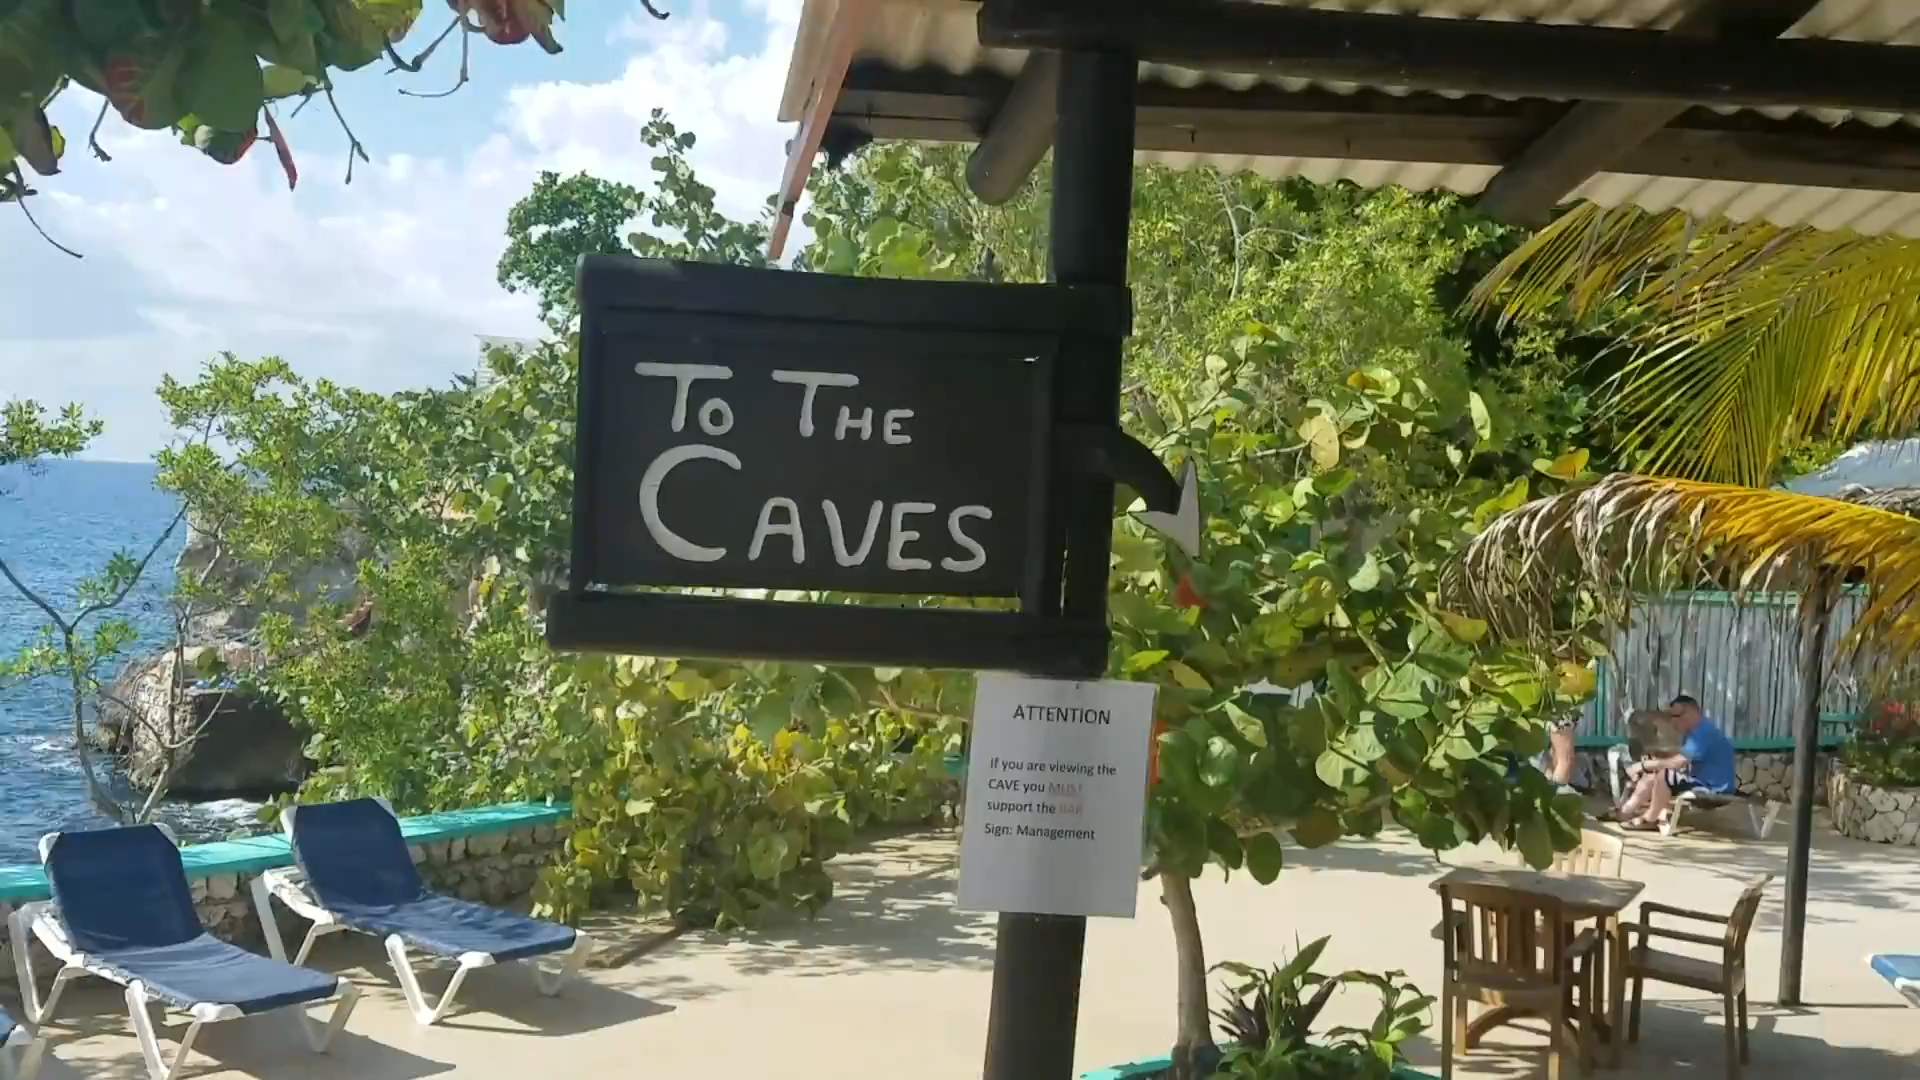 To THE
CAVES
ATTENTION
If you are viewing the
CAVE you MUST
support the BAR
Sign: Management